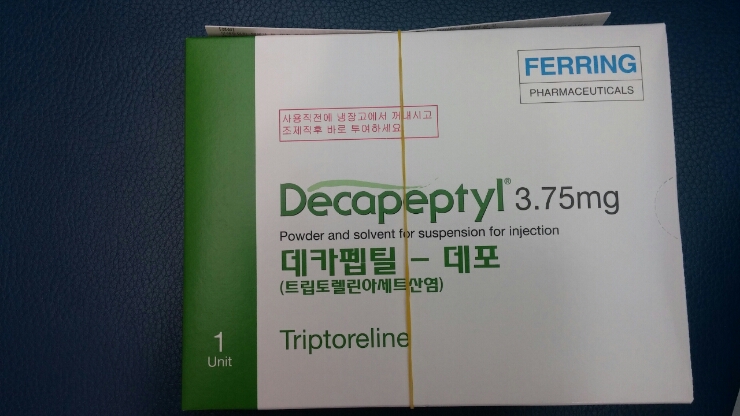 FERRING
PHARMACEUTICALS
사용직전에 냉장고에서 꺼내시고
조제직후 바로 투여하세요
Decapeptyl® 3.75mg
Powder and solvent for suspension for injection
데카펩틸 – 데포
(트립토렐린아세트산염)
Triptoreline
1
Unit